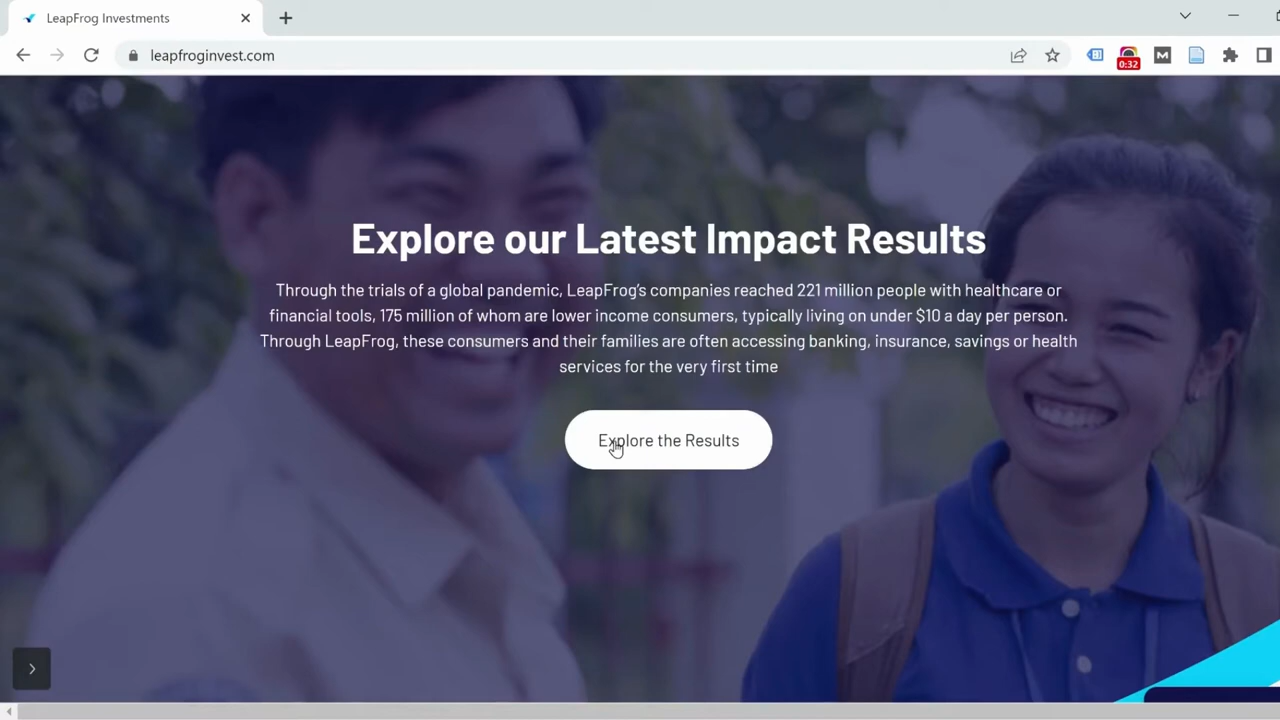 LeapFrog Investments
leapfroginvest.com
0:32
M
Explore our Latest Impact Results
Through the trials of a global pandemic, LeapFrog's companies reached 221 million people with healthcare or
financial tools, 175 million of whom are lower income consumers, typically living on under $10 a day per person.
Through LeapFrog, these consumers and their families are often accessing banking, insurance, savings or health
services for the very first time
Explore the Results